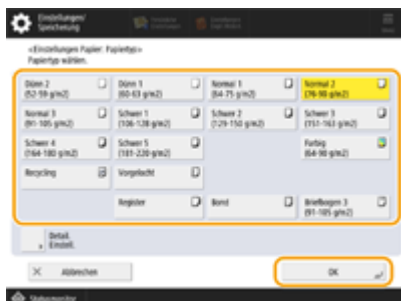 Einstellungen/
Speicherung
<Einstellungen Papier: Papiertyp>
Papiertyp wählen.
Dünn 2
(52-59 g/m2)
Dünn 1
(60-63 g/m2)
Normal 1
(64-75 g/m2)
Normal 2
(76-90 g/m2)
Normal 3
(91-105 g/m2)
Schwer 1
(106-128 g/m2)
Schwer 2
(129-150 g/m2)
Schwer 3
(151-163 g/m2)
Schwer 4
(164-180 g/m2)
Schwer 5
(181-220 g/m2)
Farbig
(64-90 g/m2)
Recycling
Vorgelocht
Register
Bond
Briefbogen 3
(91-105 g/m2)
Detail.
Einstell.
Abbrechen
OK
Statusmonitor